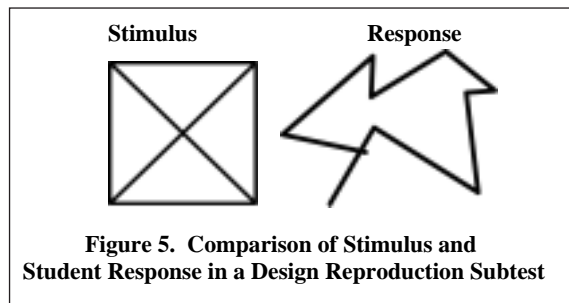 Stimulus Response
Figure 5. Comparison of Stimulus and
Student Response in a Design Reproduction Subtest